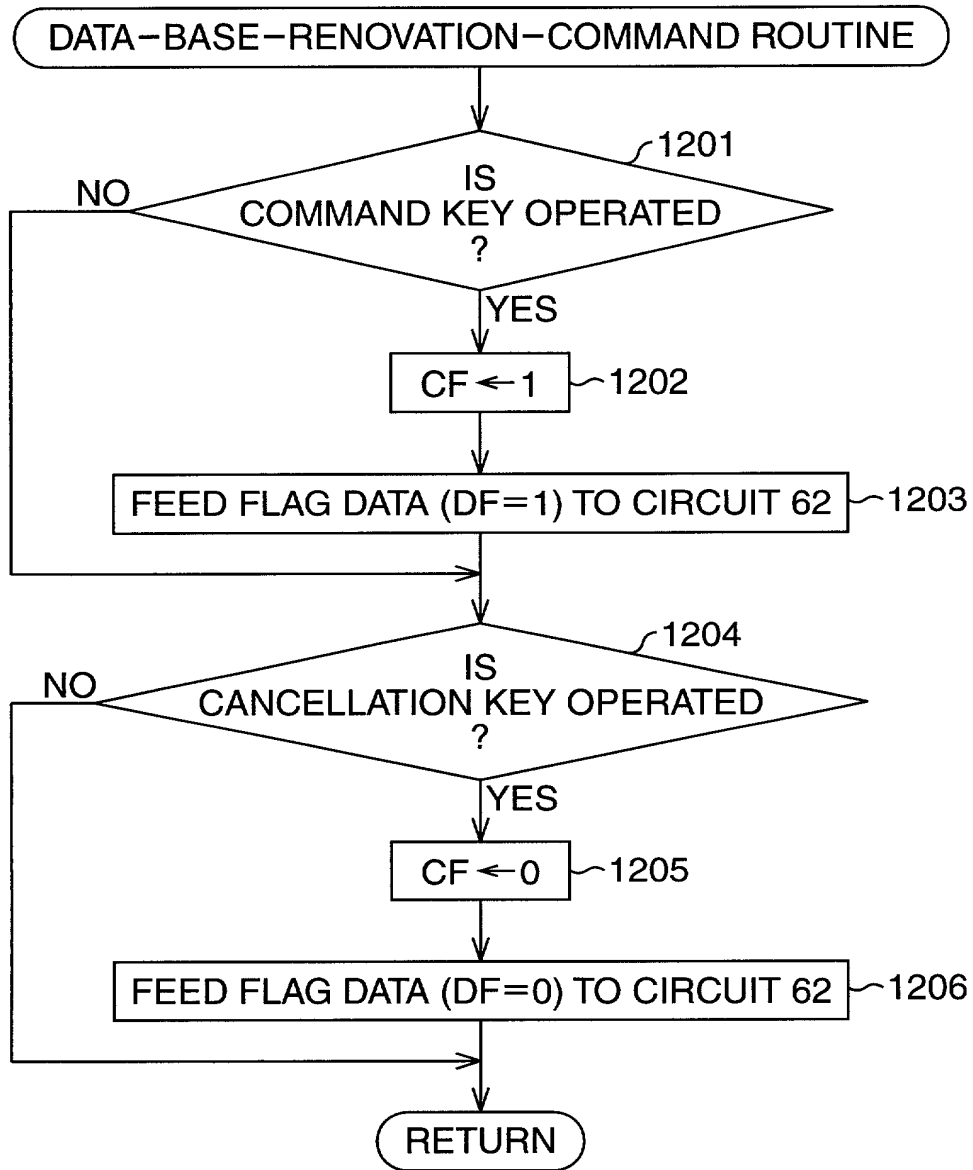 DATA-BASE-RENOVATION-COMMAND ROUTINE
1201
NO
IS
COMMAND KEY OPERATED
?
YES
CF ← 1
1202
FEED FLAG DATA (DF=1) TO CIRCUIT 62
1203
1204
NO
IS
CANCELLATION KEY OPERATED
?
YES
CF ← 0
1205
FEED FLAG DATA (DF=0) TO CIRCUIT 62
1206
RETURN